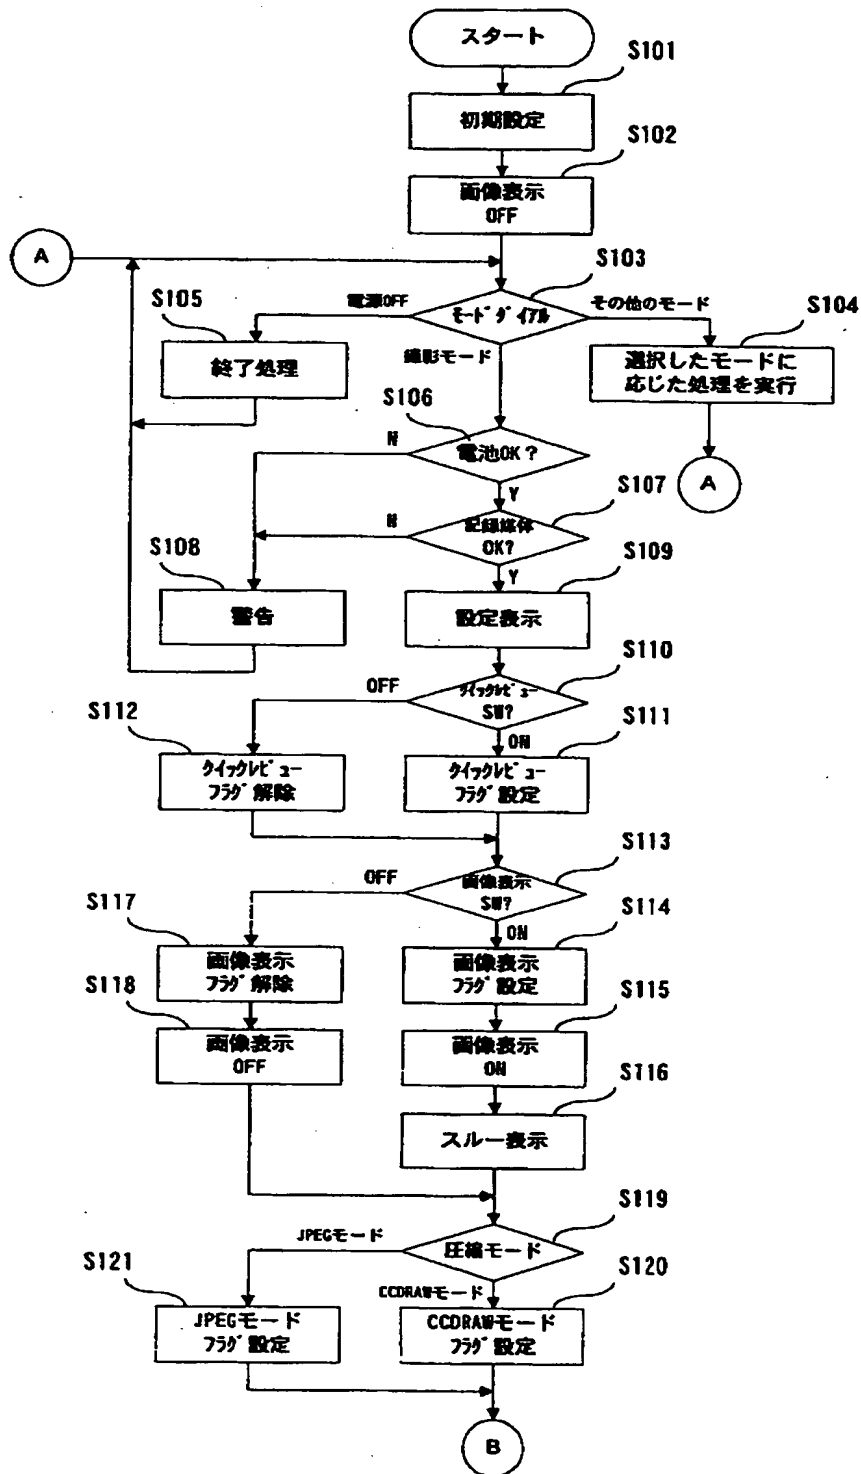 スタート
S101
初期設定
S102
画像表示
OFF
A
S103
モードダイアル
電源OFF
その他のモード
撮影モード
S105
終了処理
S104
選択したモードに
応じた処理を実行
A
S106
電池OK?
N
Y
S107
記録媒体
OK?
N
Y
S108
警告
S109
設定表示
S110
クイックレビュー
SW?
OFF
ON
S112
クイックレビュー
フラグ解除
S111
クイックレビュー
フラグ設定
S113
画像表示
SW?
OFF
ON
S117
画像表示
フラグ解除
S114
画像表示
フラグ設定
S118
画像表示
OFF
S115
画像表示
ON
S116
スルー表示
S119
圧縮モード
JPEGモード
CCDRAWモード
S121
JPEGモード
フラグ設定
S120
CCDRAWモード
フラグ設定
B